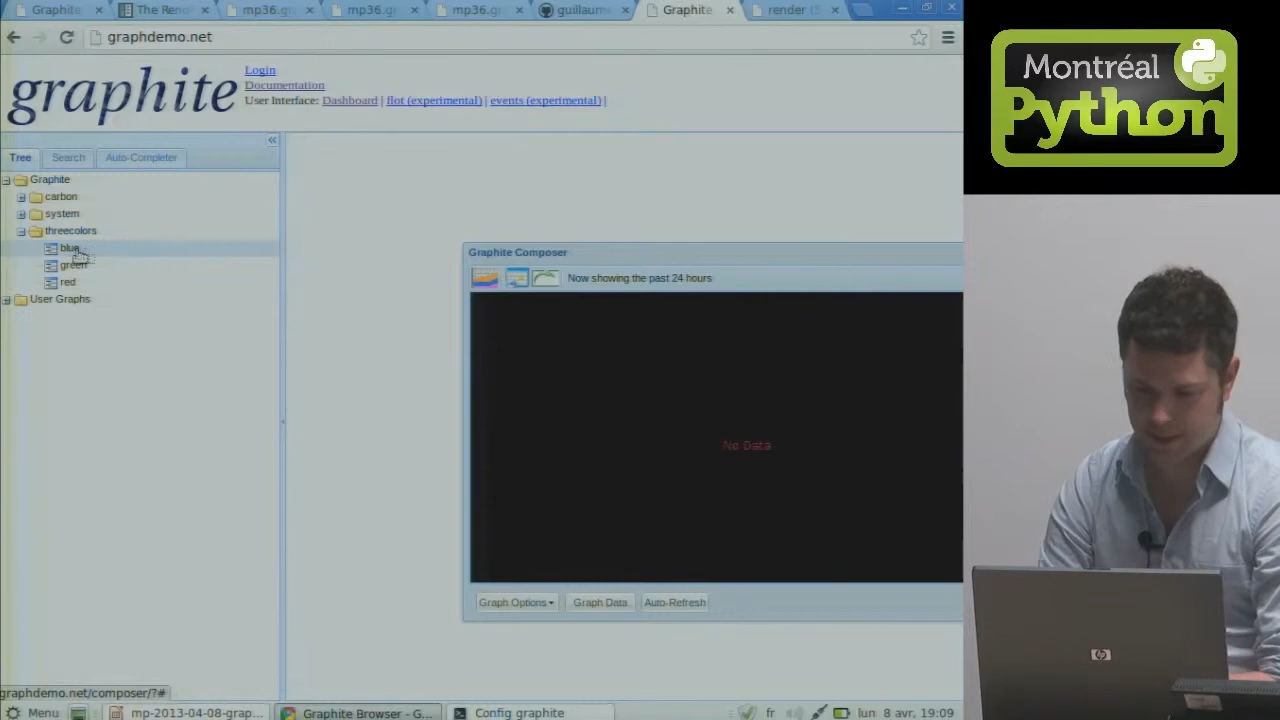 Graphite
The Rend
mp36.g
mp36.g
mp36.g
guillaum
Graphite
render
graphdemo.net
graphite
Login
Documentation
User Interface: Dashboard | flot (experimental) | events (experimental) |
Tree
Search
Auto-Completer
Graphite
carbon
system
threecolors
blue
green
red
User Graphs
Graphite Composer
Now showing the past 24 hours
No Data
Graph Options
Graph Data
Auto-Refresh
graphdemo.net/composer/?#
Menu
mp-2013-04-08-grap...
Graphite Browser - G...
Config graphite
fr
lun 8 avr, 19:09
Montréal
Python
hp